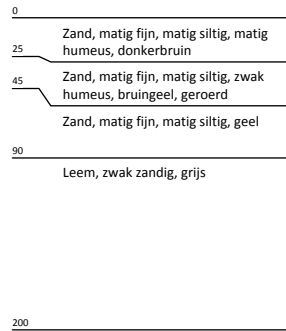 0
Zand, matig fijn, matig siltig, matig
humeus, donkerbruin
25
Zand, matig fijn, matig siltig, zwak
humeus, bruingeel, geroerd
45
Zand, matig fijn, matig siltig, geel
90
Leem, zwak zandig, grijs
200